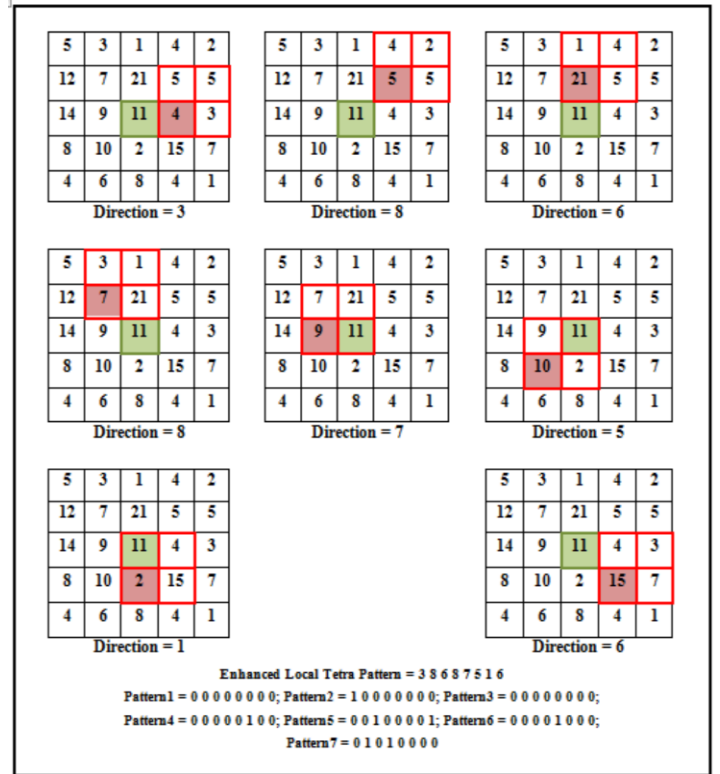 5 3 1 4 2
12 7 21 5 5
14 9 11 4 3
8 10 2 15 7
4 6 8 4 1
Direction = 3
5 3 1 4 2
12 7 21 5 5
14 9 11 4 3
8 10 2 15 7
4 6 8 4 1
Direction = 8
5 3 1 4 2
12 7 21 5 5
14 9 11 4 3
8 10 2 15 7
4 6 8 4 1
Direction = 6
5 3 1 4 2
12 7 21 5 5
14 9 11 4 3
8 10 2 15 7
4 6 8 4 1
Direction = 8
5 3 1 4 2
12 7 21 5 5
14 9 11 4 3
8 10 2 15 7
4 6 8 4 1
Direction = 7
5 3 1 4 2
12 7 21 5 5
14 9 11 4 3
8 10 2 15 7
4 6 8 4 1
Direction = 5
5 3 1 4 2
12 7 21 5 5
14 9 11 4 3
8 10 2 15 7
4 6 8 4 1
Direction = 1
5 3 1 4 2
12 7 21 5 5
14 9 11 4 3
8 10 2 15 7
4 6 8 4 1
Direction = 6
Enhanced Local Tetra Pattern = 3 8 6 8 7 5 1 6
Pattern1 = 0 0 0 0 0 0 0 0; Pattern2 = 1 0 0 0 0 0 0 0; Pattern3 = 0 0 0 0 0 0 0 0;
Pattern4 = 0 0 0 0 0 1 0 0; Pattern5 = 0 0 1 0 0 0 0 1; Pattern6 = 0 0 0 0 1 0 0 0;
Pattern7 = 0 1 0 1 0 0 0 0